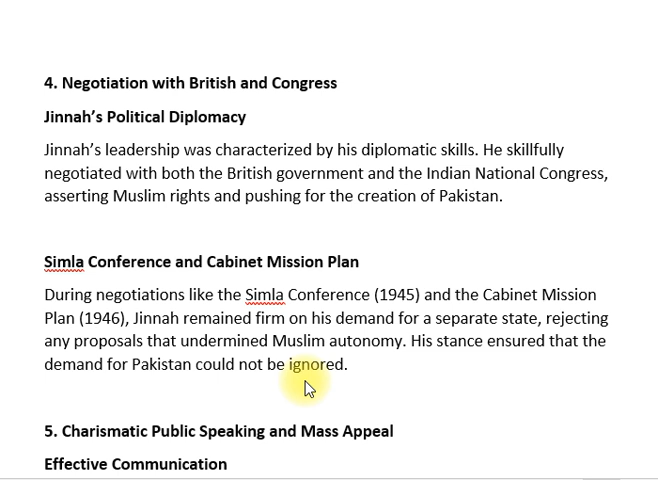 4. Negotiation with British and Congress
Jinnah’s Political Diplomacy
Jinnah’s leadership was characterized by his diplomatic skills. He skillfully
negotiated with both the British government and the Indian National Congress,
asserting Muslim rights and pushing for the creation of Pakistan.
Simla Conference and Cabinet Mission Plan
During negotiations like the Simla Conference (1945) and the Cabinet Mission
Plan (1946), Jinnah remained firm on his demand for a separate state, rejecting
any proposals that undermined Muslim autonomy. His stance ensured that the
demand for Pakistan could not be ignored.
5. Charismatic Public Speaking and Mass Appeal
Effective Communication